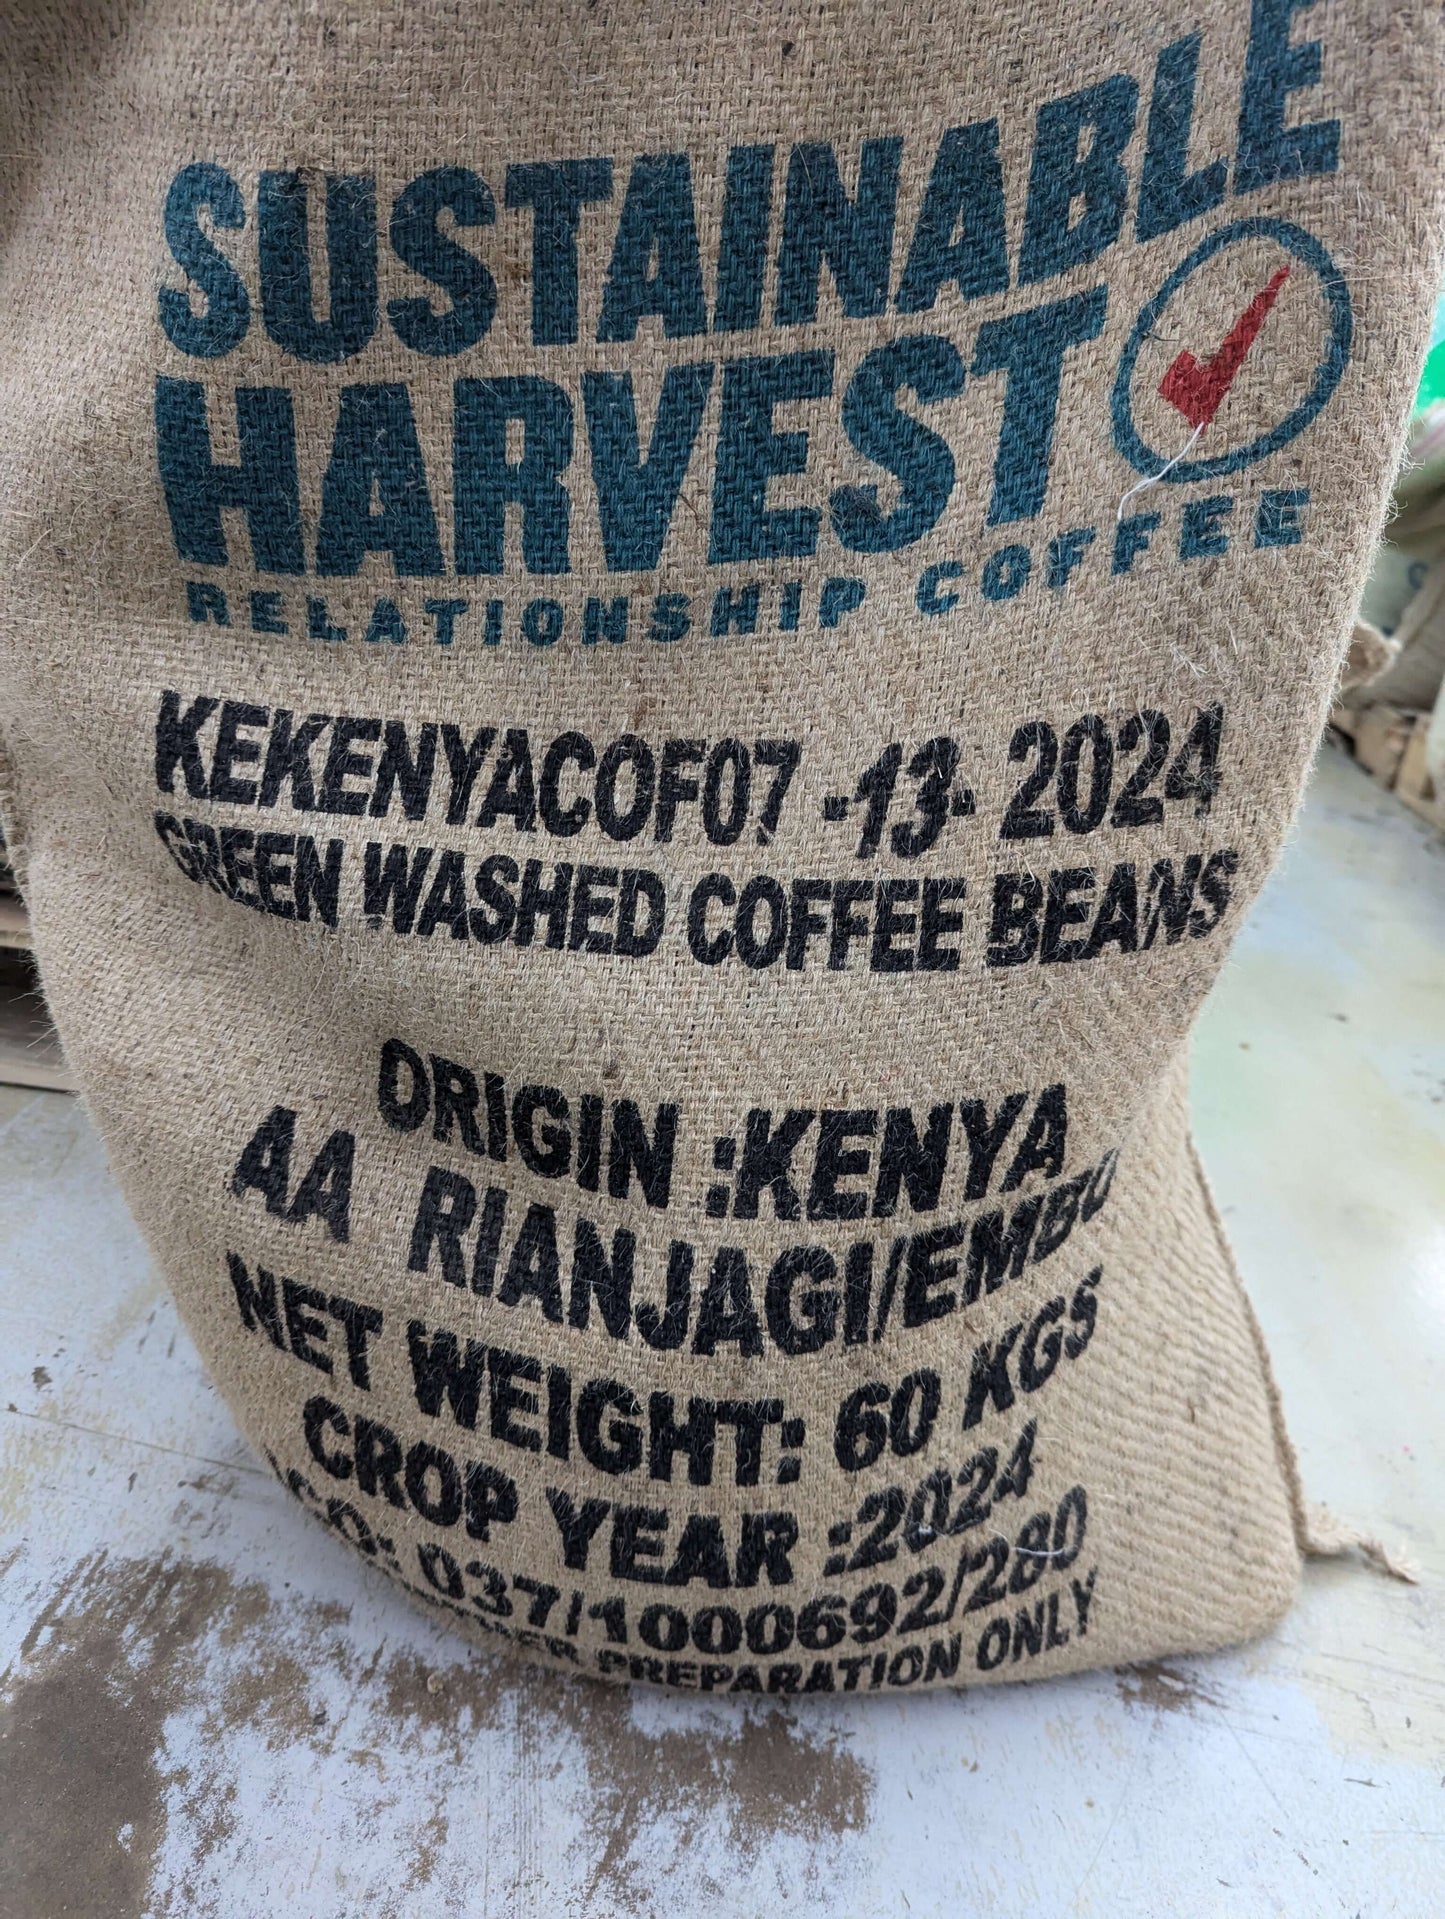 SUSTAINABLE
HARVEST
RELATIONSHIP COFFEE
KEKENYACOF07 -13- 2024
GREEN WASHED COFFEE BEANS
ORIGIN :KENYA
AA RIANJAGI/EMBU
NET WEIGHT: 60 KGS
CROP YEAR :2024
037/1000692/280
PREPARATION ONLY